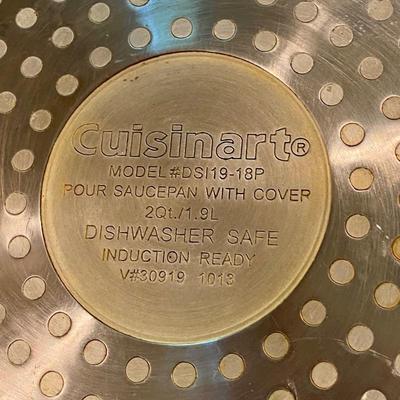 Cuisinart®
MODEL #DSI19-18P
POUR SAUCEPAN WITH COVER
2Qt./1.9L
DISHWASHER SAFE
INDUCTION READY
V#30919 1013